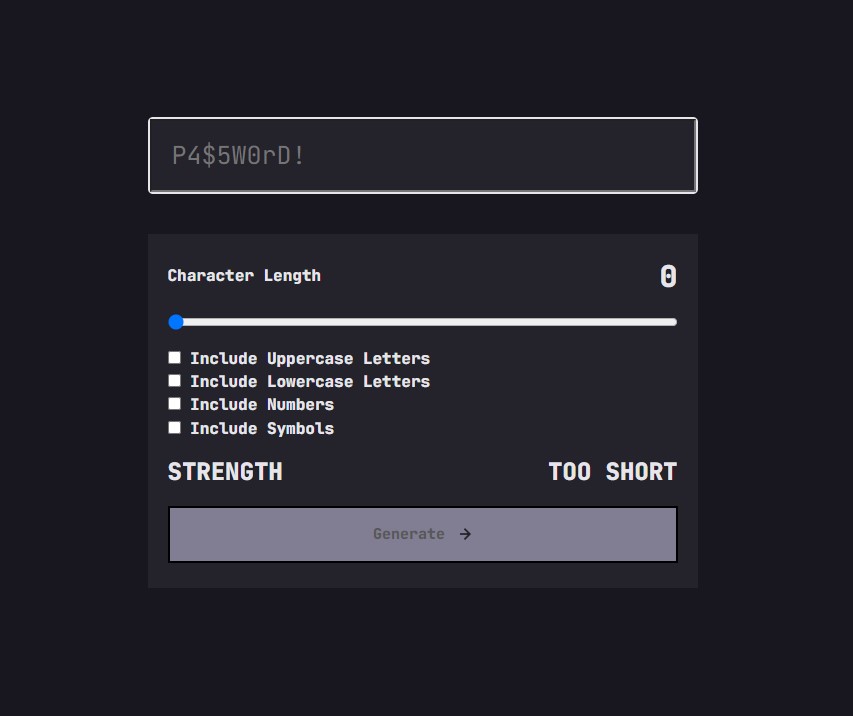 P4$5W0rD!
Character Length 0
Include Uppercase Letters
Include Lowercase Letters
Include Numbers
Include Symbols
STRENGTH TOO SHORT
Generate →